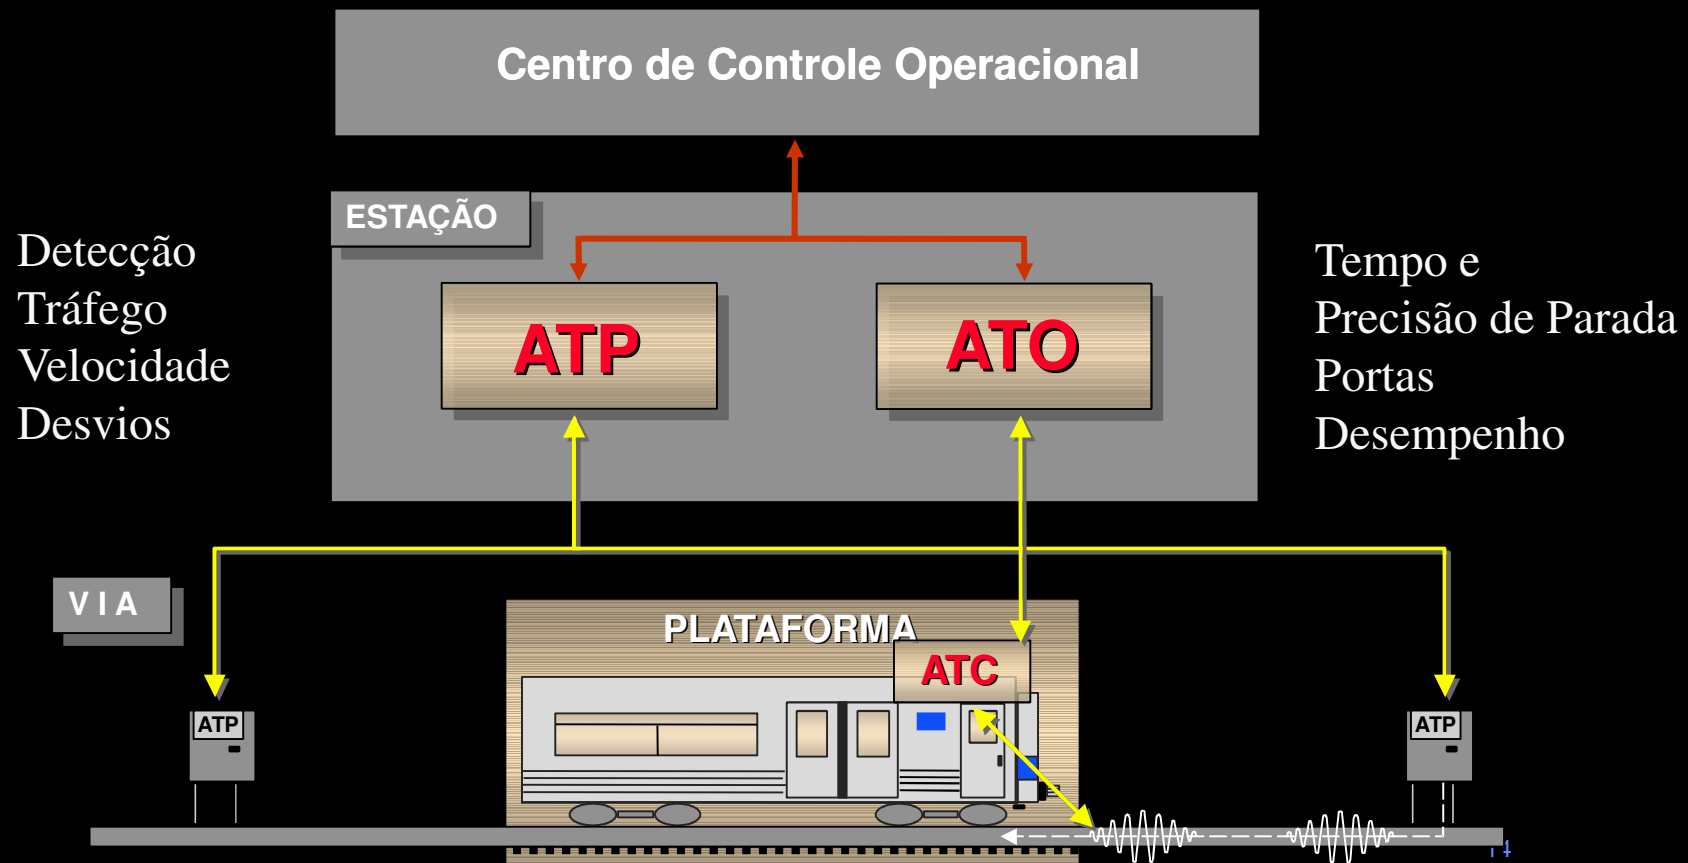 Centro de Controle Operacional
ESTAÇÃO
Detecção
Tráfego
Velocidade
Desvios
ATP
ATO
Tempo e
Precisão de Parada
Portas
Desempenho
V I A
PLATAFORMA
ATC
ATP
ATP